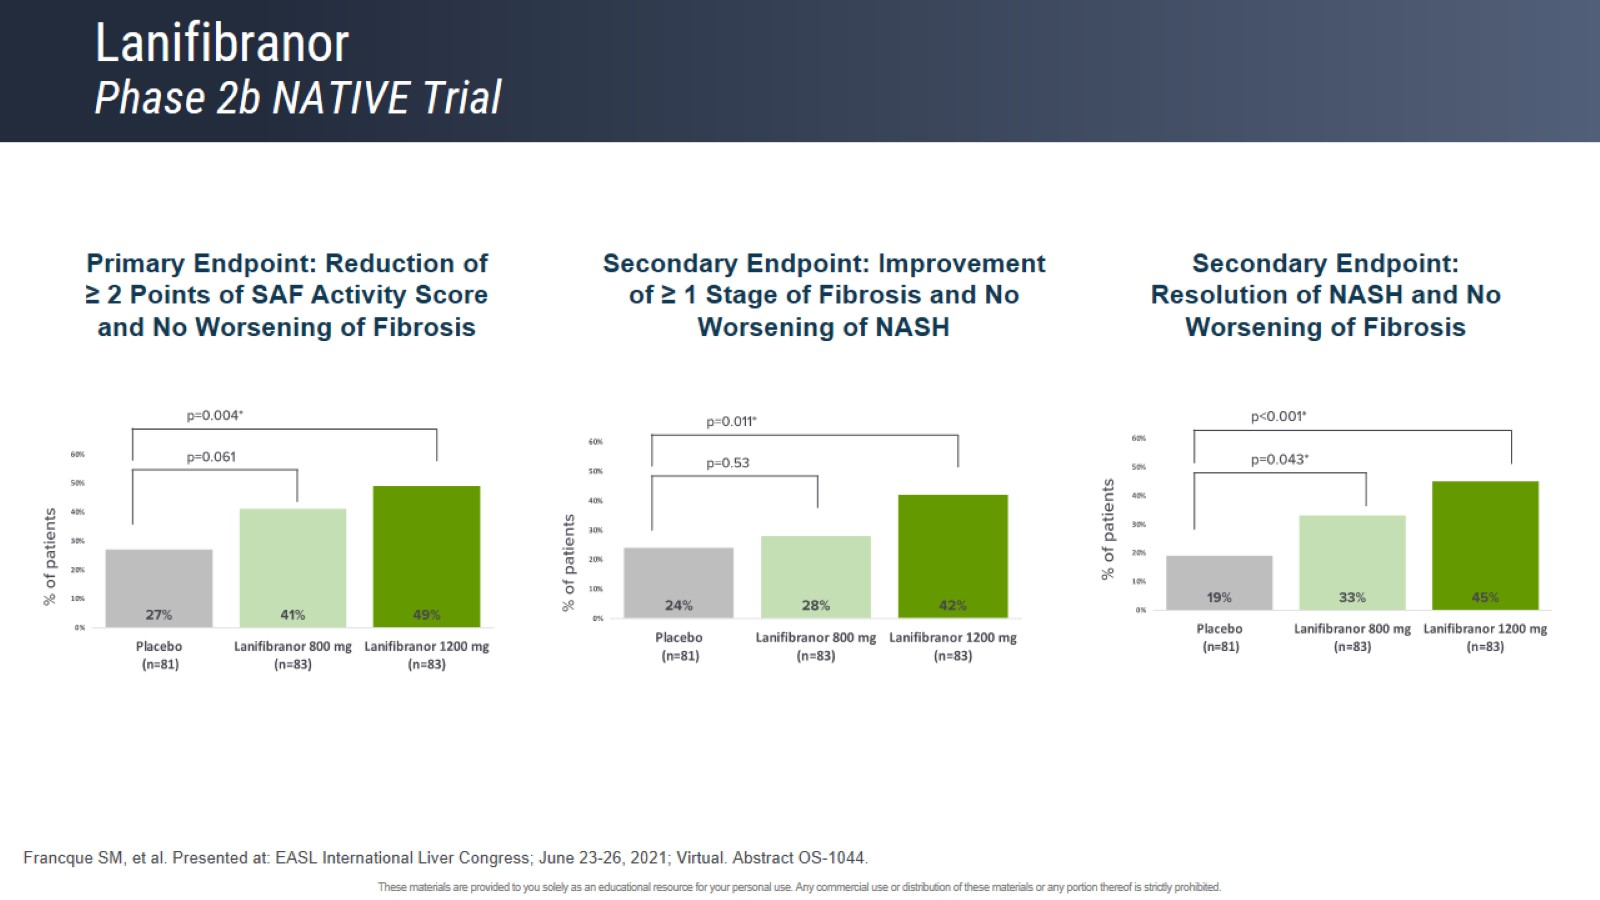 Lanifibranor
Phase 2b NATIVE Trial
Primary Endpoint: Reduction of
≥ 2 Points of SAF Activity Score
and No Worsening of Fibrosis
p=0.004*
p=0.061
60%
50%
40%
30%
20%
10%
0%
% of patients
27%
41%
49%
Placebo
(n=81)
Lanifibranor 800 mg
(n=83)
Lanifibranor 1200 mg
(n=83)
Secondary Endpoint: Improvement
of ≥ 1 Stage of Fibrosis and No
Worsening of NASH
p=0.011*
p=0.53
60%
50%
40%
30%
20%
10%
0%
% of patients
24%
28%
42%
Placebo
(n=81)
Lanifibranor 800 mg
(n=83)
Lanifibranor 1200 mg
(n=83)
Secondary Endpoint:
Resolution of NASH and No
Worsening of Fibrosis
p<0.001*
p=0.043*
60%
50%
40%
30%
20%
10%
0%
% of patients
19%
33%
45%
Placebo
(n=81)
Lanifibranor 800 mg
(n=83)
Lanifibranor 1200 mg
(n=83)
Francque SM, et al. Presented at: EASL International Liver Congress; June 23-26, 2021; Virtual. Abstract OS-1044.
These materials are provided to you solely as an educational resource for your personal use. Any commercial use or distribution of these materials or any portion thereof is strictly prohibited.